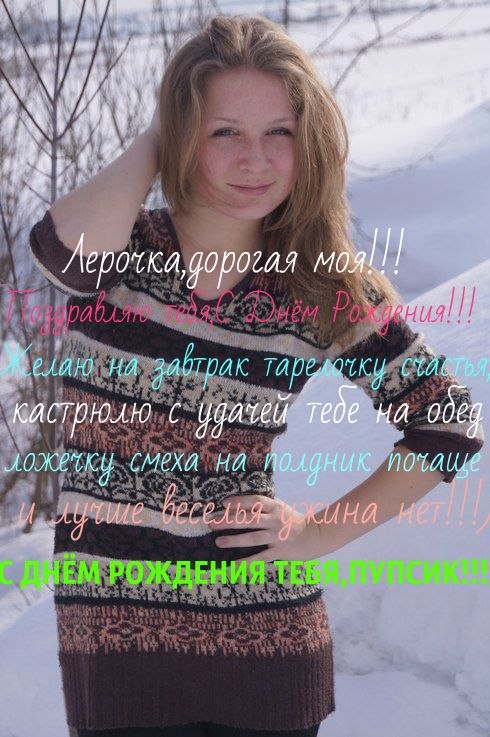 Лерочка,дорогая моя!!!
Поздравляю тебя,С Днём Рождения!!!
Желаю на завтрак тарелочку счастья,
кастрюлю с удачей тебе на обед
ложечку смеха на полдник почаще
и лучше веселья ужина нет!!!)
С ДНЁМ РОЖДЕНИЯ ТЕБЯ,ПУПСИК!!!